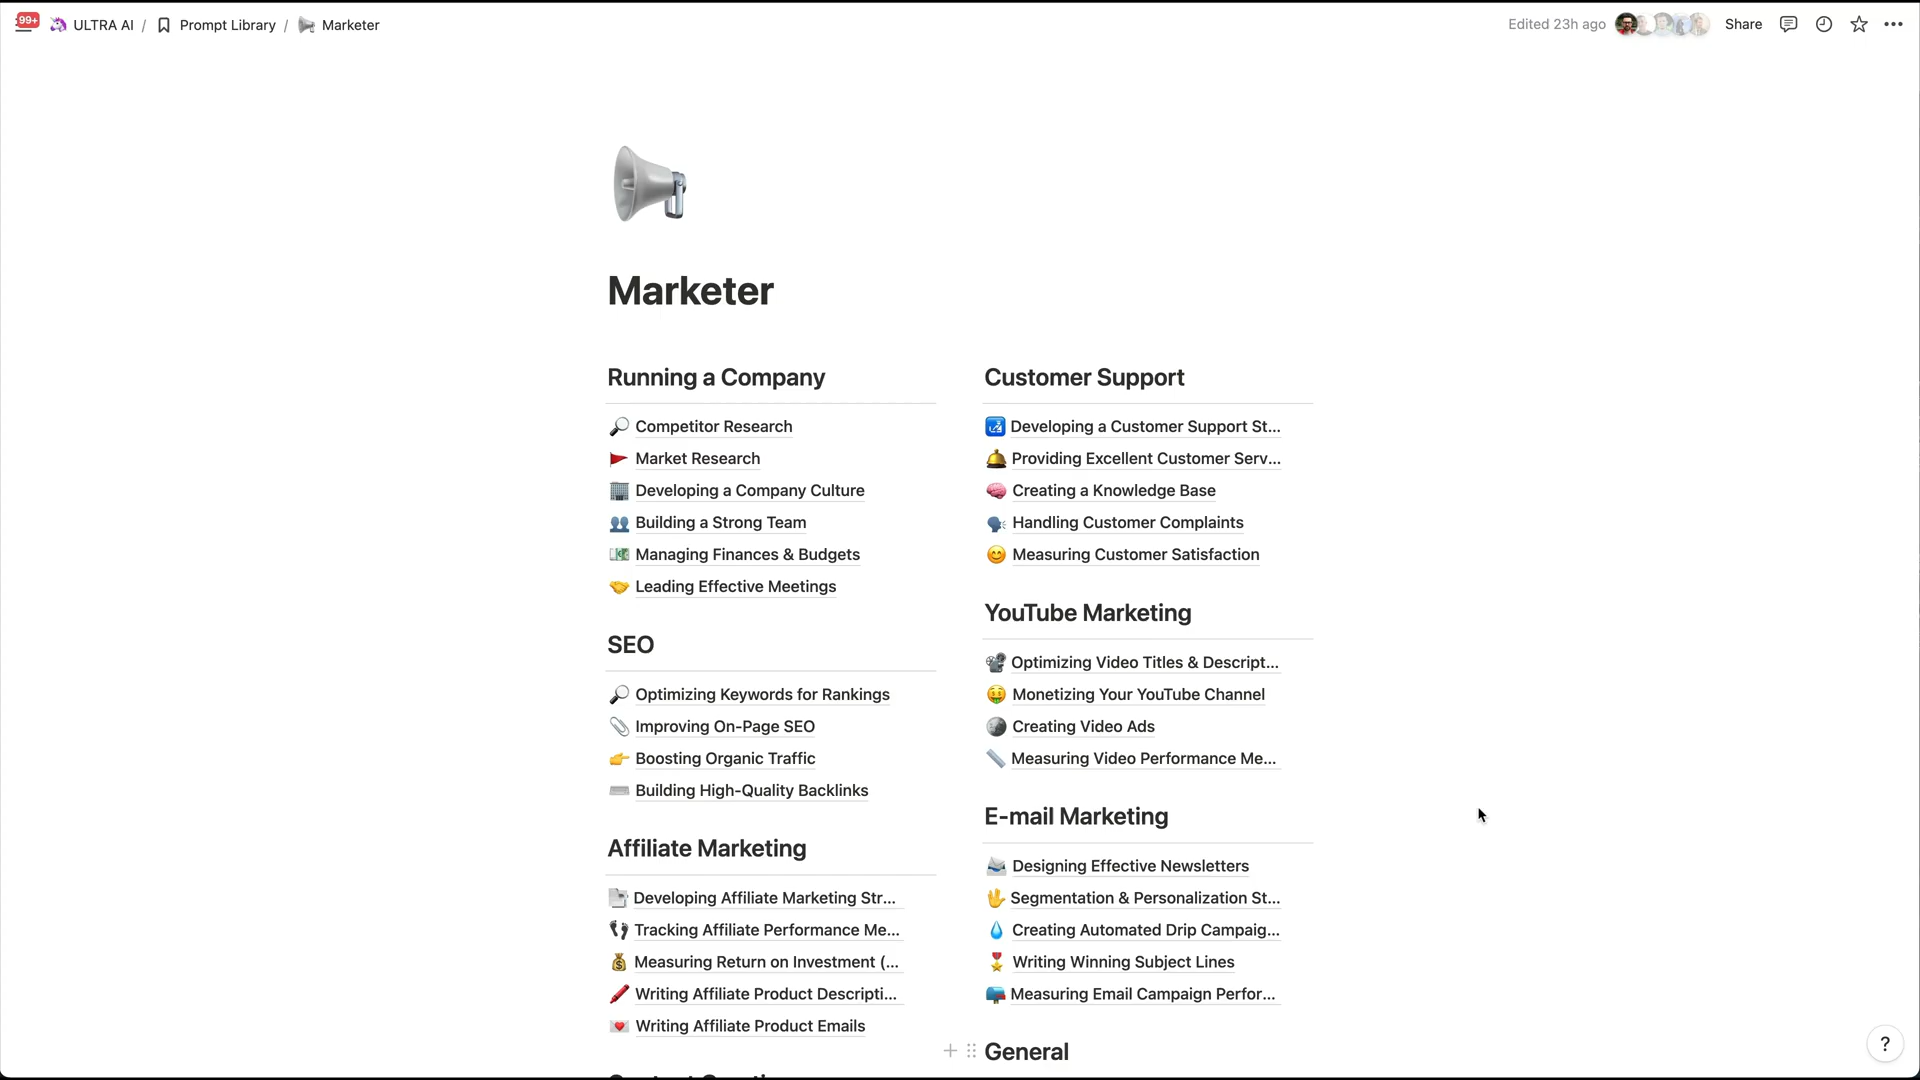 99+ ULTRA AI / Prompt Library / Marketer
Edited 23h ago Share
Marketer
Running a Company
Competitor Research
Market Research
Developing a Company Culture
Building a Strong Team
Managing Finances & Budgets
Leading Effective Meetings
SEO
Optimizing Keywords for Rankings
Improving On-Page SEO
Boosting Organic Traffic
Building High-Quality Backlinks
Affiliate Marketing
Developing Affiliate Marketing Str...
Tracking Affiliate Performance Me...
Measuring Return on Investment (...
Writing Affiliate Product Descripti...
Writing Affiliate Product Emails
Customer Support
Developing a Customer Support St...
Providing Excellent Customer Serv...
Creating a Knowledge Base
Handling Customer Complaints
Measuring Customer Satisfaction
YouTube Marketing
Optimizing Video Titles & Descript...
Monetizing Your YouTube Channel
Creating Video Ads
Measuring Video Performance Me...
E-mail Marketing
Designing Effective Newsletters
Segmentation & Personalization St...
Creating Automated Drip Campaig...
Writing Winning Subject Lines
Measuring Email Campaign Perfor...
General
?